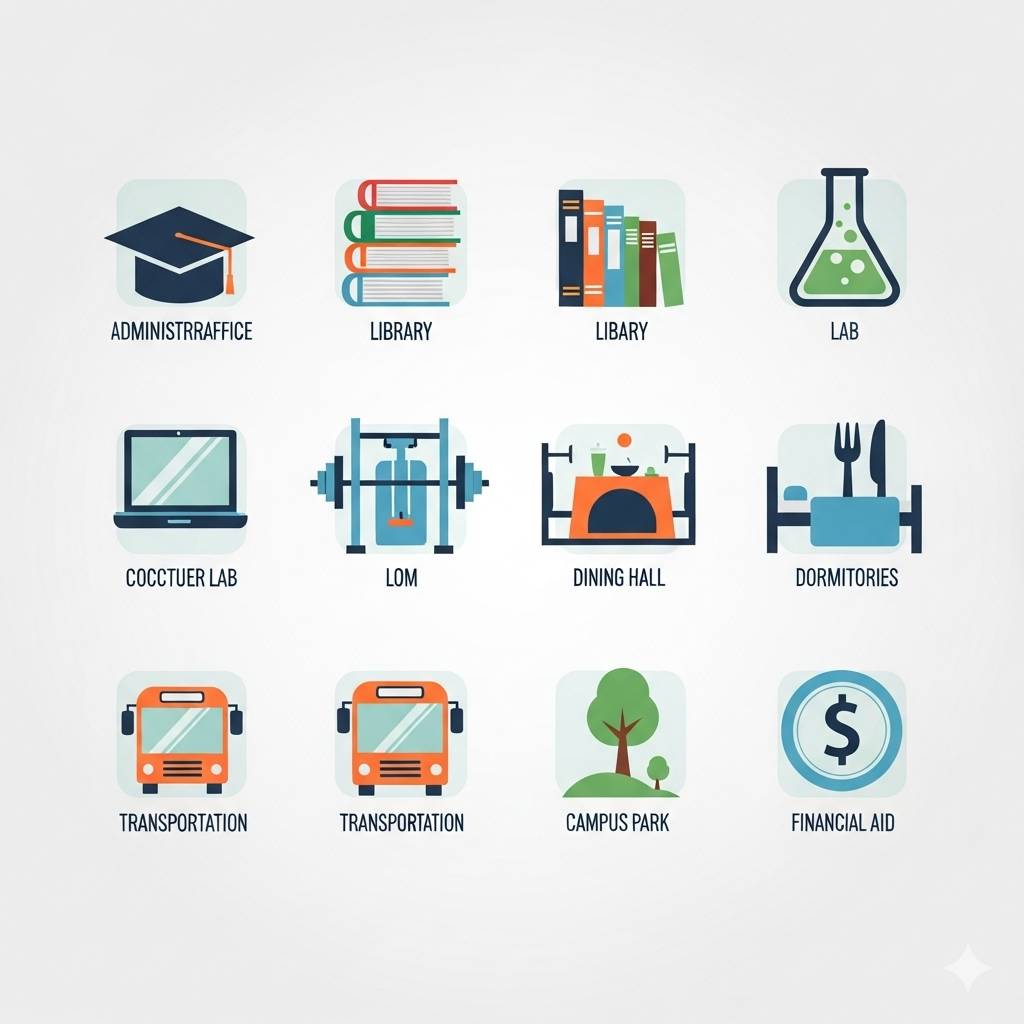 ADMINISTRRAFFICE
LIBRARY
LIBARY
LAB
COCCTUER LAB
LOM
DINING HALL
DORMITORIES
TRANSPORTATION
TRANSPORTATION
CAMPUS PARK
$
FINANCIAL AID